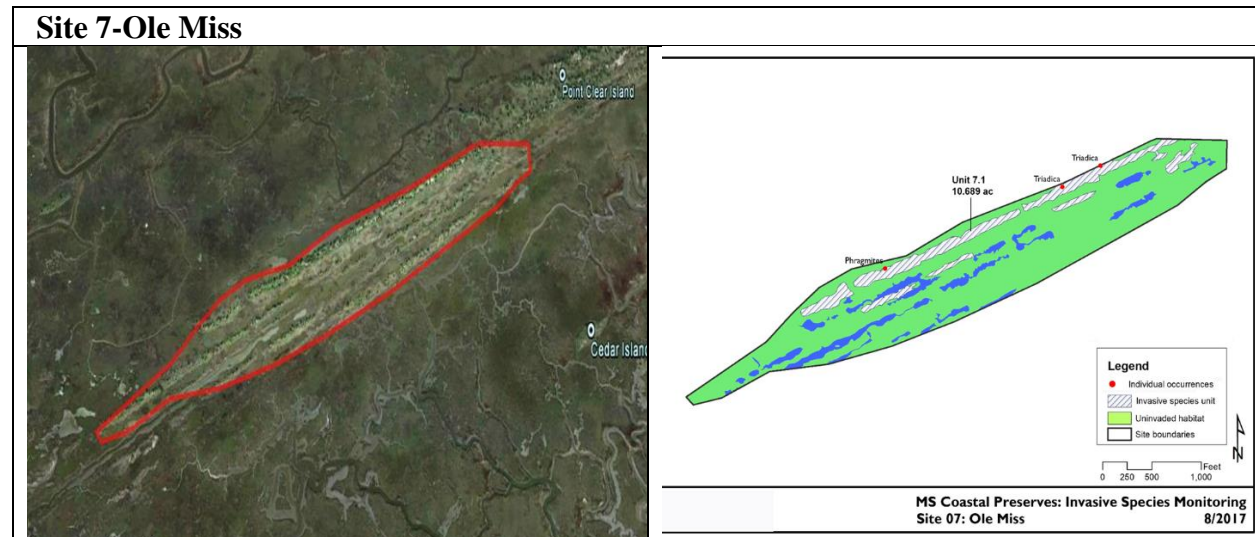 Site 7-Ole Miss
Point Clear Island
Cedar Island
Triadica
Triadica
Unit 7.1
10.689 ac
Phragmites
Legend
Individual occurrences
Invasive species unit
Uninvaded habitat
Site boundaries
N
Feet
0 250 500 1,000
MS Coastal Preserves: Invasive Species Monitoring
Site 07: Ole Miss 8/2017